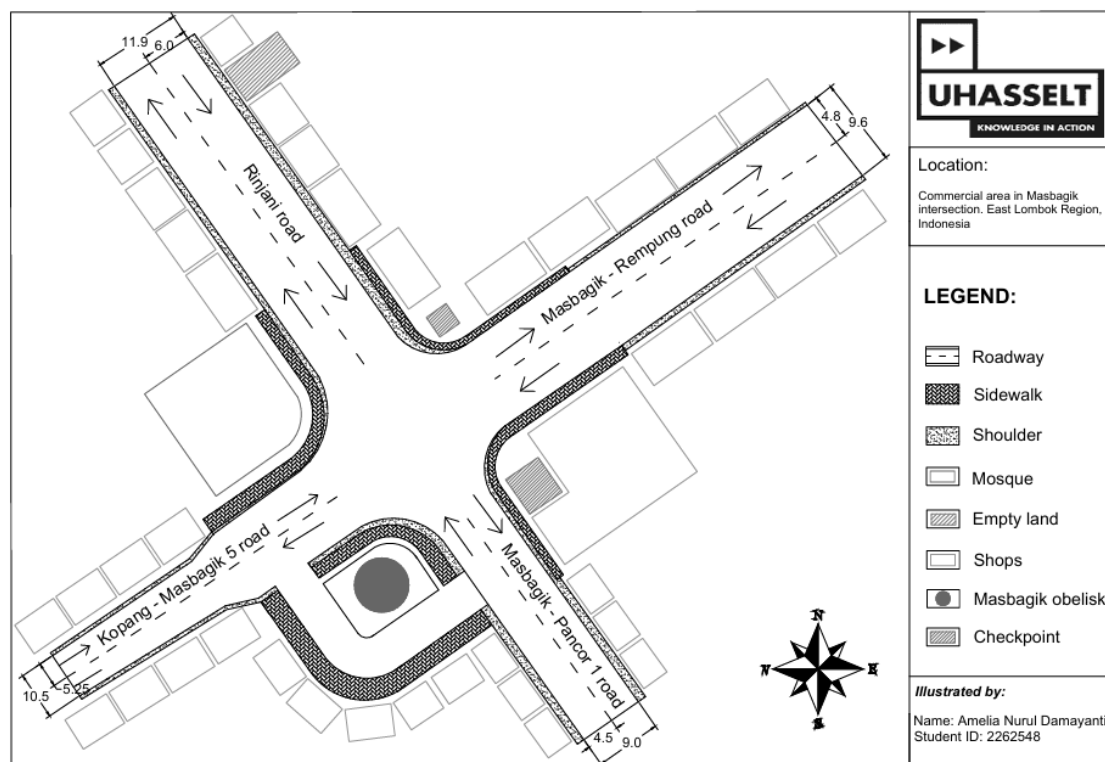 11.9
6.0
Rinjani road
Masbagik - Rempung road
4.8
9.6
Kopang - Masbagik 5 road
10.5
5.25
Masbagik - Pancor 1 road
4.5
9.0
N
E
S
UHASSELT
KNOWLEDGE IN ACTION
Location:
Commercial area in Masbagik
intersection. East Lombok Region,
Indonesia
LEGEND:
Roadway
Sidewalk
Shoulder
Mosque
Empty land
Shops
Masbagik obelisk
Checkpoint
Illustrated by:
Name: Amelia Nurul Damayanti
Student ID: 2262548